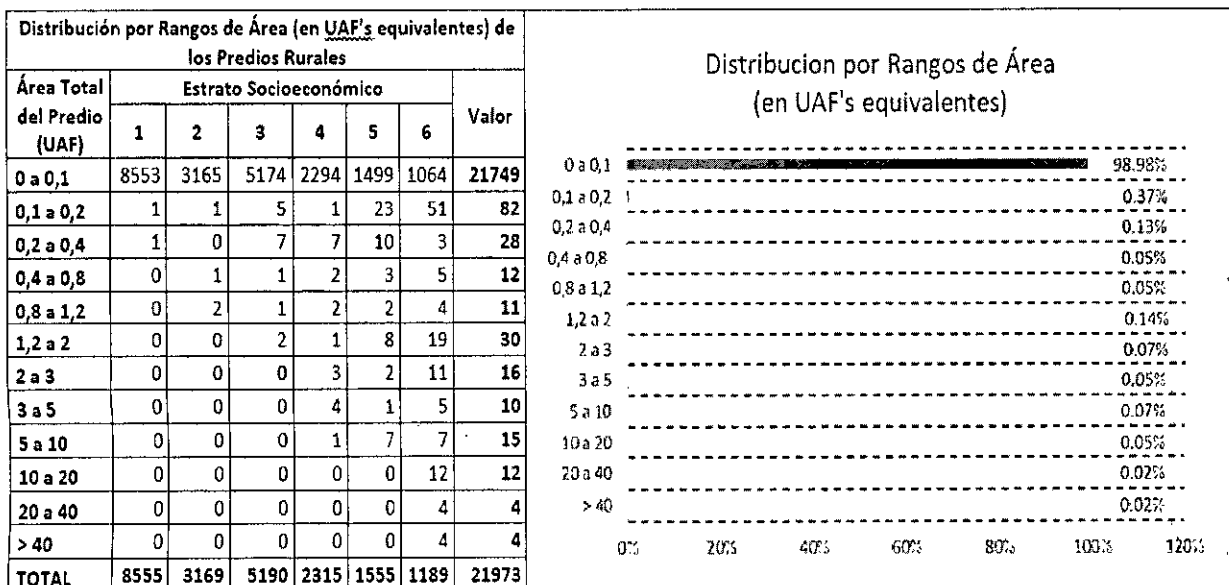 Distribución por Rangos de Área (en UAF's equivalentes) de
los Predios Rurales
Área Total
del Predio
(UAF)
Estrato Socioeconómico
Valor
1 2 3 4 5 6
0 a 0,1 8553 3165 5174 2294 1499 1064 21749
0,1 a 0,2 1 1 5 1 23 51 82
0,2 a 0,4 1 0 7 7 10 3 28
0,4 a 0,8 0 1 1 2 3 5 12
0,8 a 1,2 0 2 1 2 2 4 11
1,2 a 2 0 0 2 1 8 19 30
2 a 3 0 0 0 3 2 11 16
3 a 5 0 0 0 4 1 5 10
5 a 10 0 0 0 1 7 7 15
10 a 20 0 0 0 0 0 12 12
20 a 40 0 0 0 0 0 4 4
> 40 0 0 0 0 0 4 4
TOTAL 8555 3169 5190 2315 1555 1189 21973
Distribucion por Rangos de Área
(en UAF's equivalentes)
0 a 0,1 98.98%
0,1 a 0,2 0.37%
0,2 a 0,4 0.13%
0,4 a 0,8 0.05%
0,8 a 1,2 0.05%
1,2 a 2 0.14%
2 a 3 0.07%
3 a 5 0.05%
5 a 10 0.07%
10 a 20 0.05%
20 a 40 0.02%
> 40 0.02%
0% 20% 40% 60% 80% 100% 120%